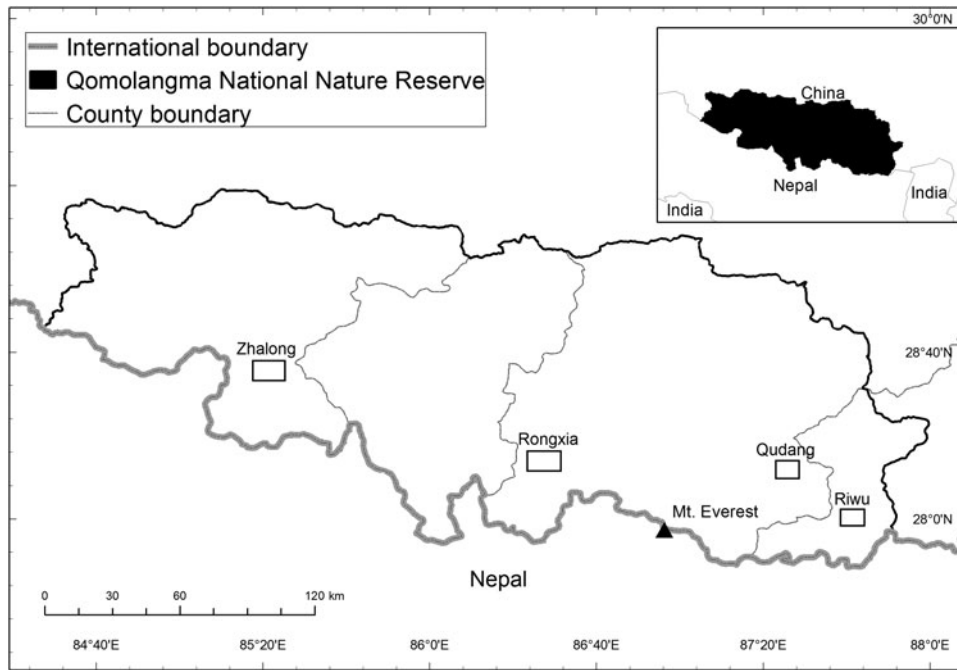 International boundary
Qomolangma National Nature Reserve
County boundary
30°0'N
China
Nepal
India
India
Zhalong
28°40'N
Rongxia
Qudang
Riwu
Mt. Everest
28°0'N
Nepal
0 30 60 120 km
84°40'E 85°20'E 86°0'E 86°40'E 87°20'E 88°0'E